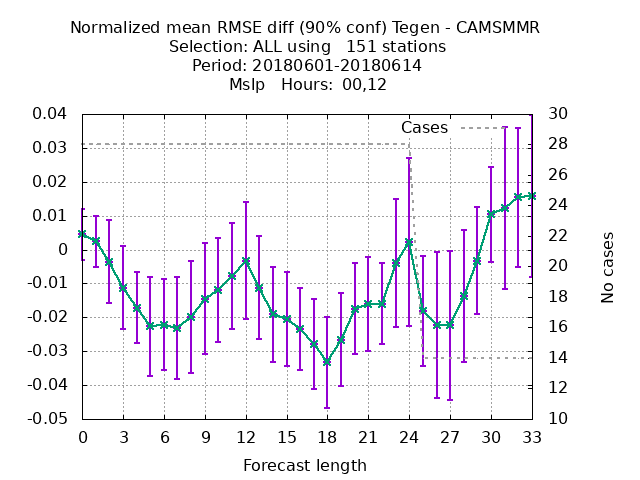 Normalized mean RMSE diff (90% conf) Tegen - CAMSMMR
Selection: ALL using   151 stations
Period: 20180601-20180614
Mslp   Hours:  00,12
Cases
0.04
0.03
0.02
0.01
0
-0.01
-0.02
-0.03
-0.04
-0.05
30
28
26
24
22
20
18
16
14
12
10
No cases
0 3 6 9 12 15 18 21 24 27 30 33
Forecast length